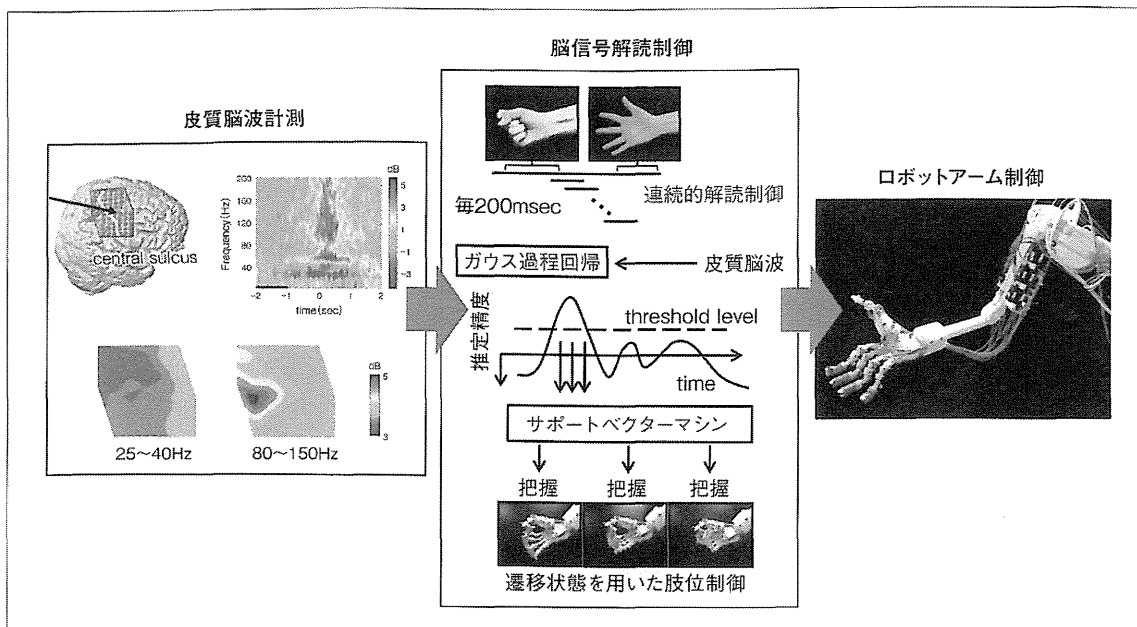 皮質脳波計測
central sulcus
Frequency(Hz)
200
160
120
80
40
-2
-1
0
1
2
time(sec)
dB
5
3
1
-1
-3
25〜40Hz
80〜150Hz
dB
5
3
脳信号解読制御
毎200msec
連続的解読制御
ガウス過程回帰
皮質脳波
推定精度
threshold level
time
サポートベクターマシン
把握
把握
把握
遷移状態を用いた肢位制御
ロボットアーム制御